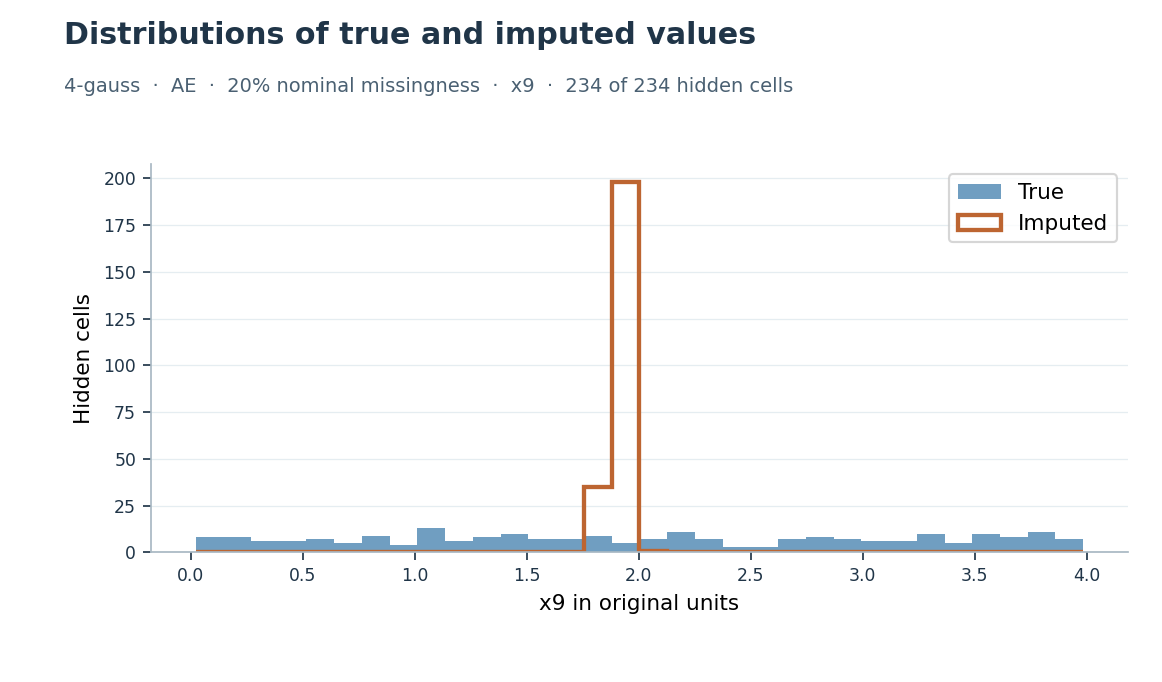 Distributions of true and imputed values
4-gauss · AE · 20% nominal missingness · x9 · 234 of 234 hidden cells
200
175
150
125
100
75
50
25
0
Hidden cells
True
Imputed
0.0 0.5 1.0 1.5 2.0 2.5 3.0 3.5 4.0
x9 in original units